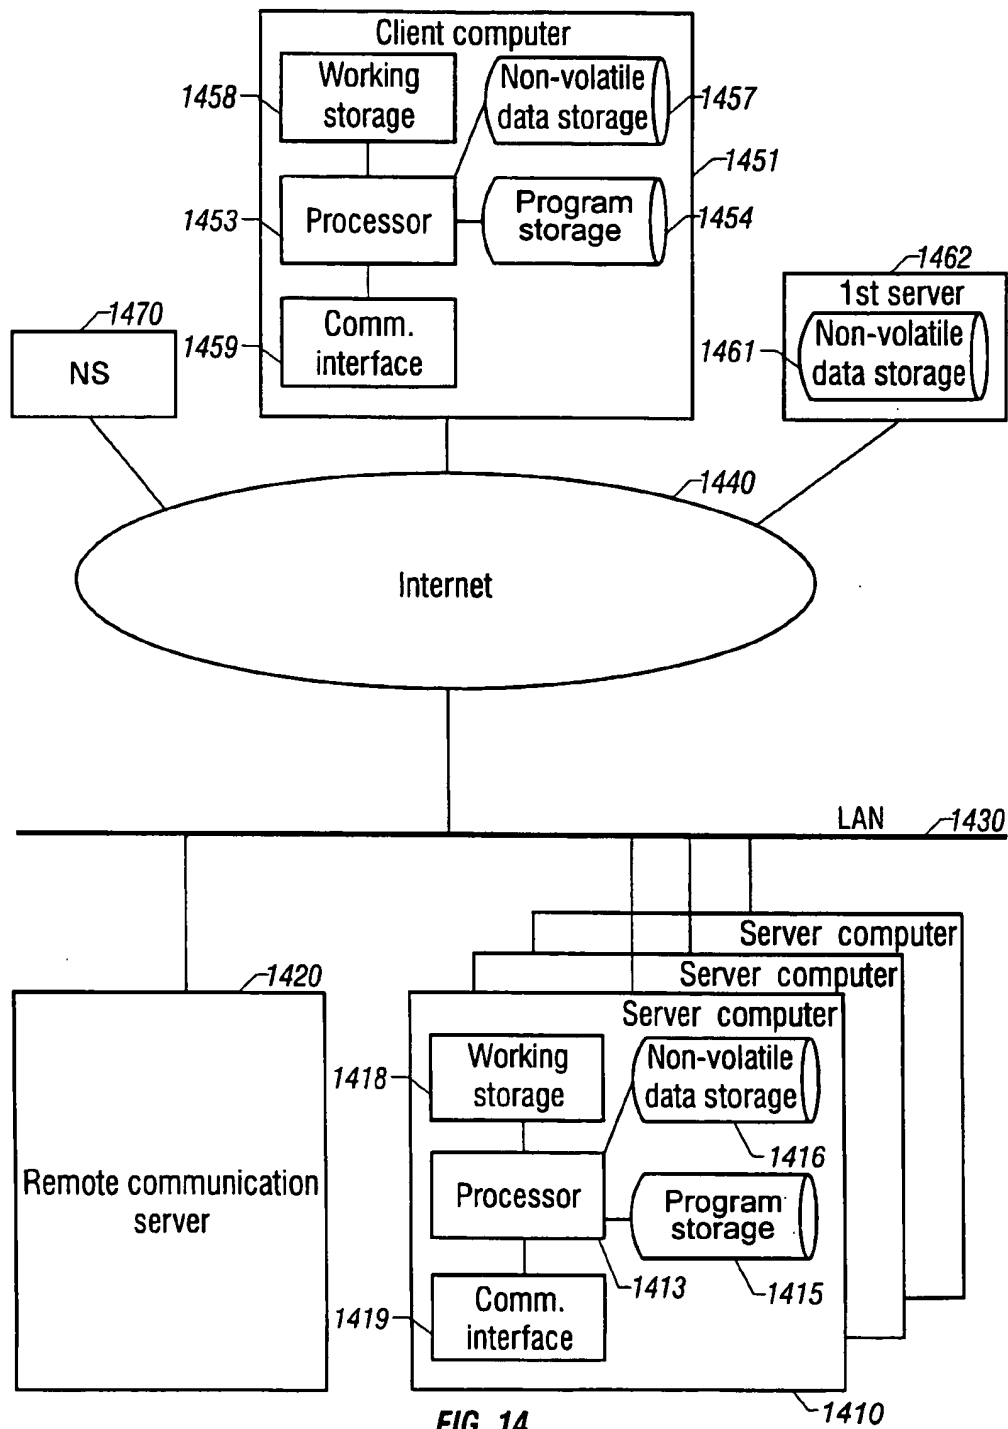 Client computer
Working
storage
1458
Non-volatile
data storage
1457
1451
Processor
1453
Program
storage
1454
Comm.
interface
1459
1462
1st server
Non-volatile
data storage
1461
1470
NS
1440
Internet
LAN
1430
1420
Remote communication
server
Server computer
Server computer
Server computer
Working
storage
1418
Non-volatile
data storage
1416
Processor
1413
Program
storage
1415
Comm.
interface
1419
1410
FIG. 14